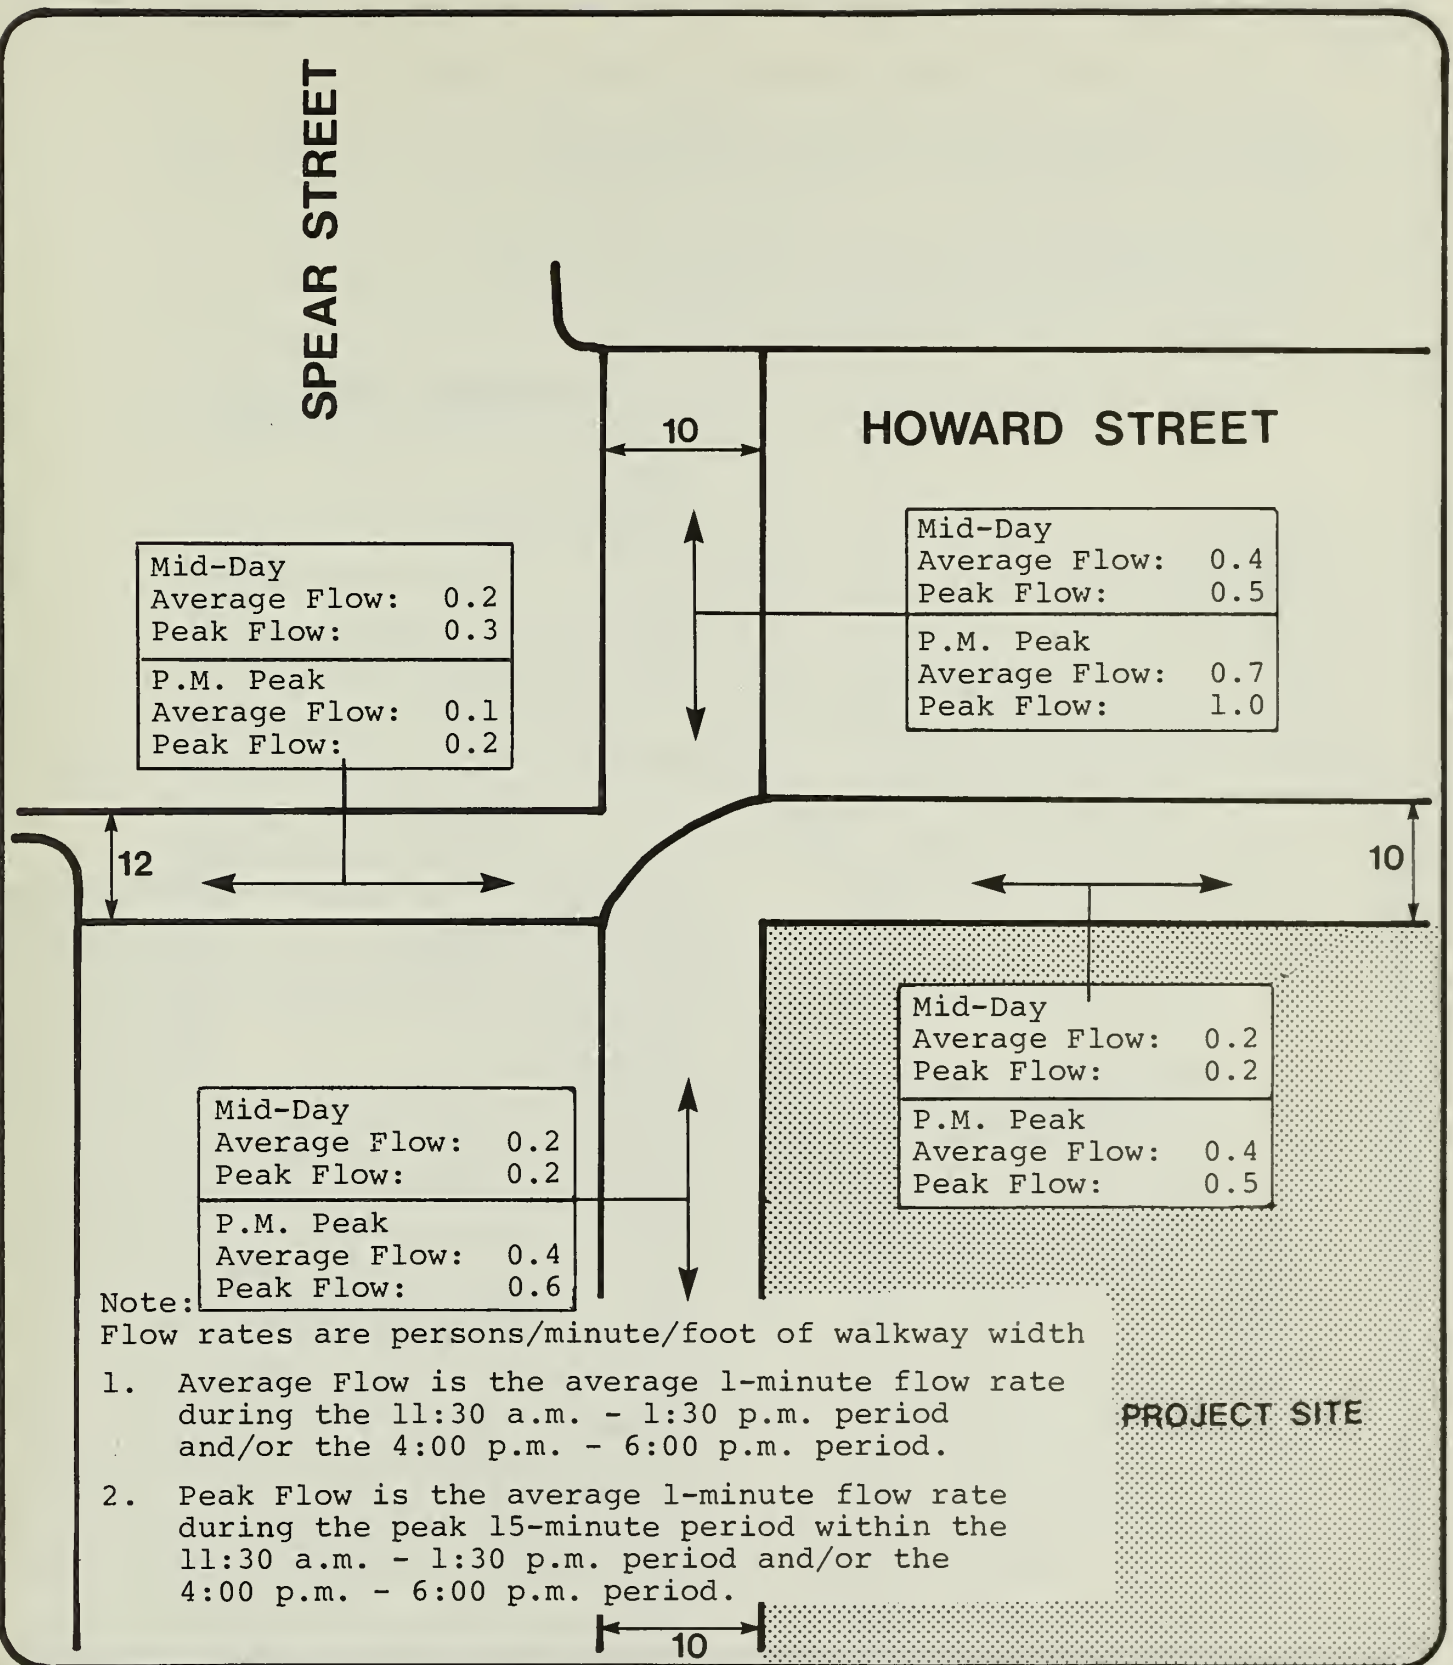 SPEAR STREET
HOWARD STREET
10
Mid-Day
Average Flow: 0.4
Peak Flow: 0.5
P.M. Peak
Average Flow: 0.7
Peak Flow: 1.0
Mid-Day
Average Flow: 0.2
Peak Flow: 0.3
P.M. Peak
Average Flow: 0.1
Peak Flow: 0.2
12
10
Mid-Day
Average Flow: 0.2
Peak Flow: 0.2
P.M. Peak
Average Flow: 0.4
Peak Flow: 0.5
Mid-Day
Average Flow: 0.2
Peak Flow: 0.2
P.M. Peak
Average Flow: 0.4
Peak Flow: 0.6
Note:
Flow rates are persons/minute/foot of walkway width
1. Average Flow is the average 1-minute flow rate
during the 11:30 a.m. - 1:30 p.m. period
and/or the 4:00 p.m. - 6:00 p.m. period.
2. Peak Flow is the average 1-minute flow rate
during the peak 15-minute period within the
11:30 a.m. - 1:30 p.m. period and/or the
4:00 p.m. - 6:00 p.m. period.
PROJECT SITE
10